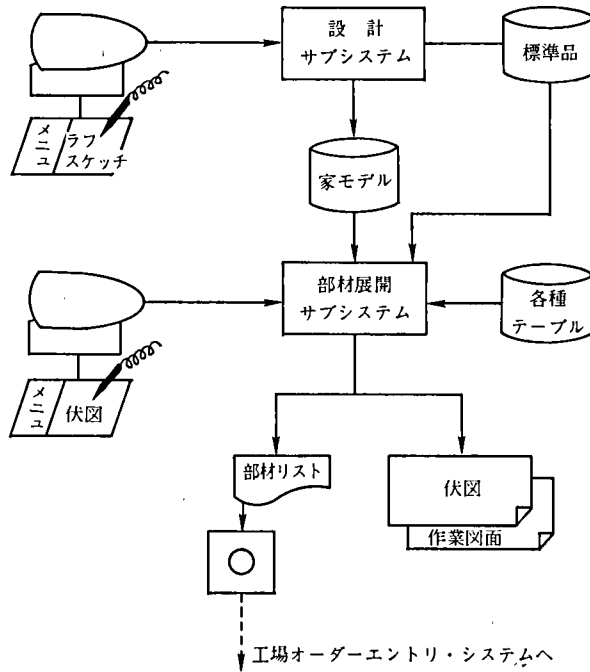 設計
サブシステム
標準品
メニュ
ラフ
スケッチ
家モデル
部材展開
サブシステム
各種
テーブル
メニュ
伏図
部材リスト
伏図
作業図面
工場オーダーエントリ・システムへ